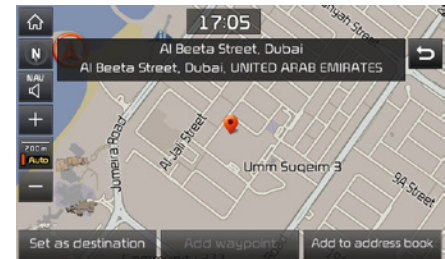 17:05
Al Beeta Street, Dubai
Al Beeta Street, Dubai, UNITED ARAB EMIRATES
N
NAV
+
200m
Auto
−
Jumeira Road
Al Jali Street
Umm Suqeim 3
9A Street
Set as destination
Add waypoint
Add to address book